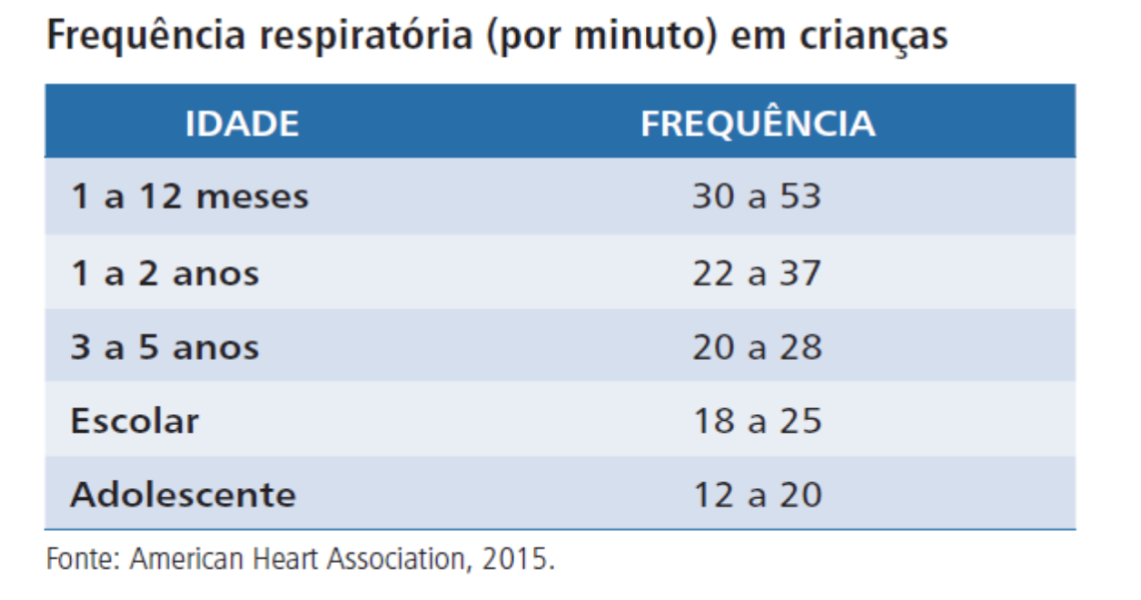 Frequência respiratória (por minuto) em crianças
IDADE FREQUÊNCIA
1 a 12 meses 30 a 53
1 a 2 anos 22 a 37
3 a 5 anos 20 a 28
Escolar 18 a 25
Adolescente 12 a 20
Fonte: American Heart Association, 2015.